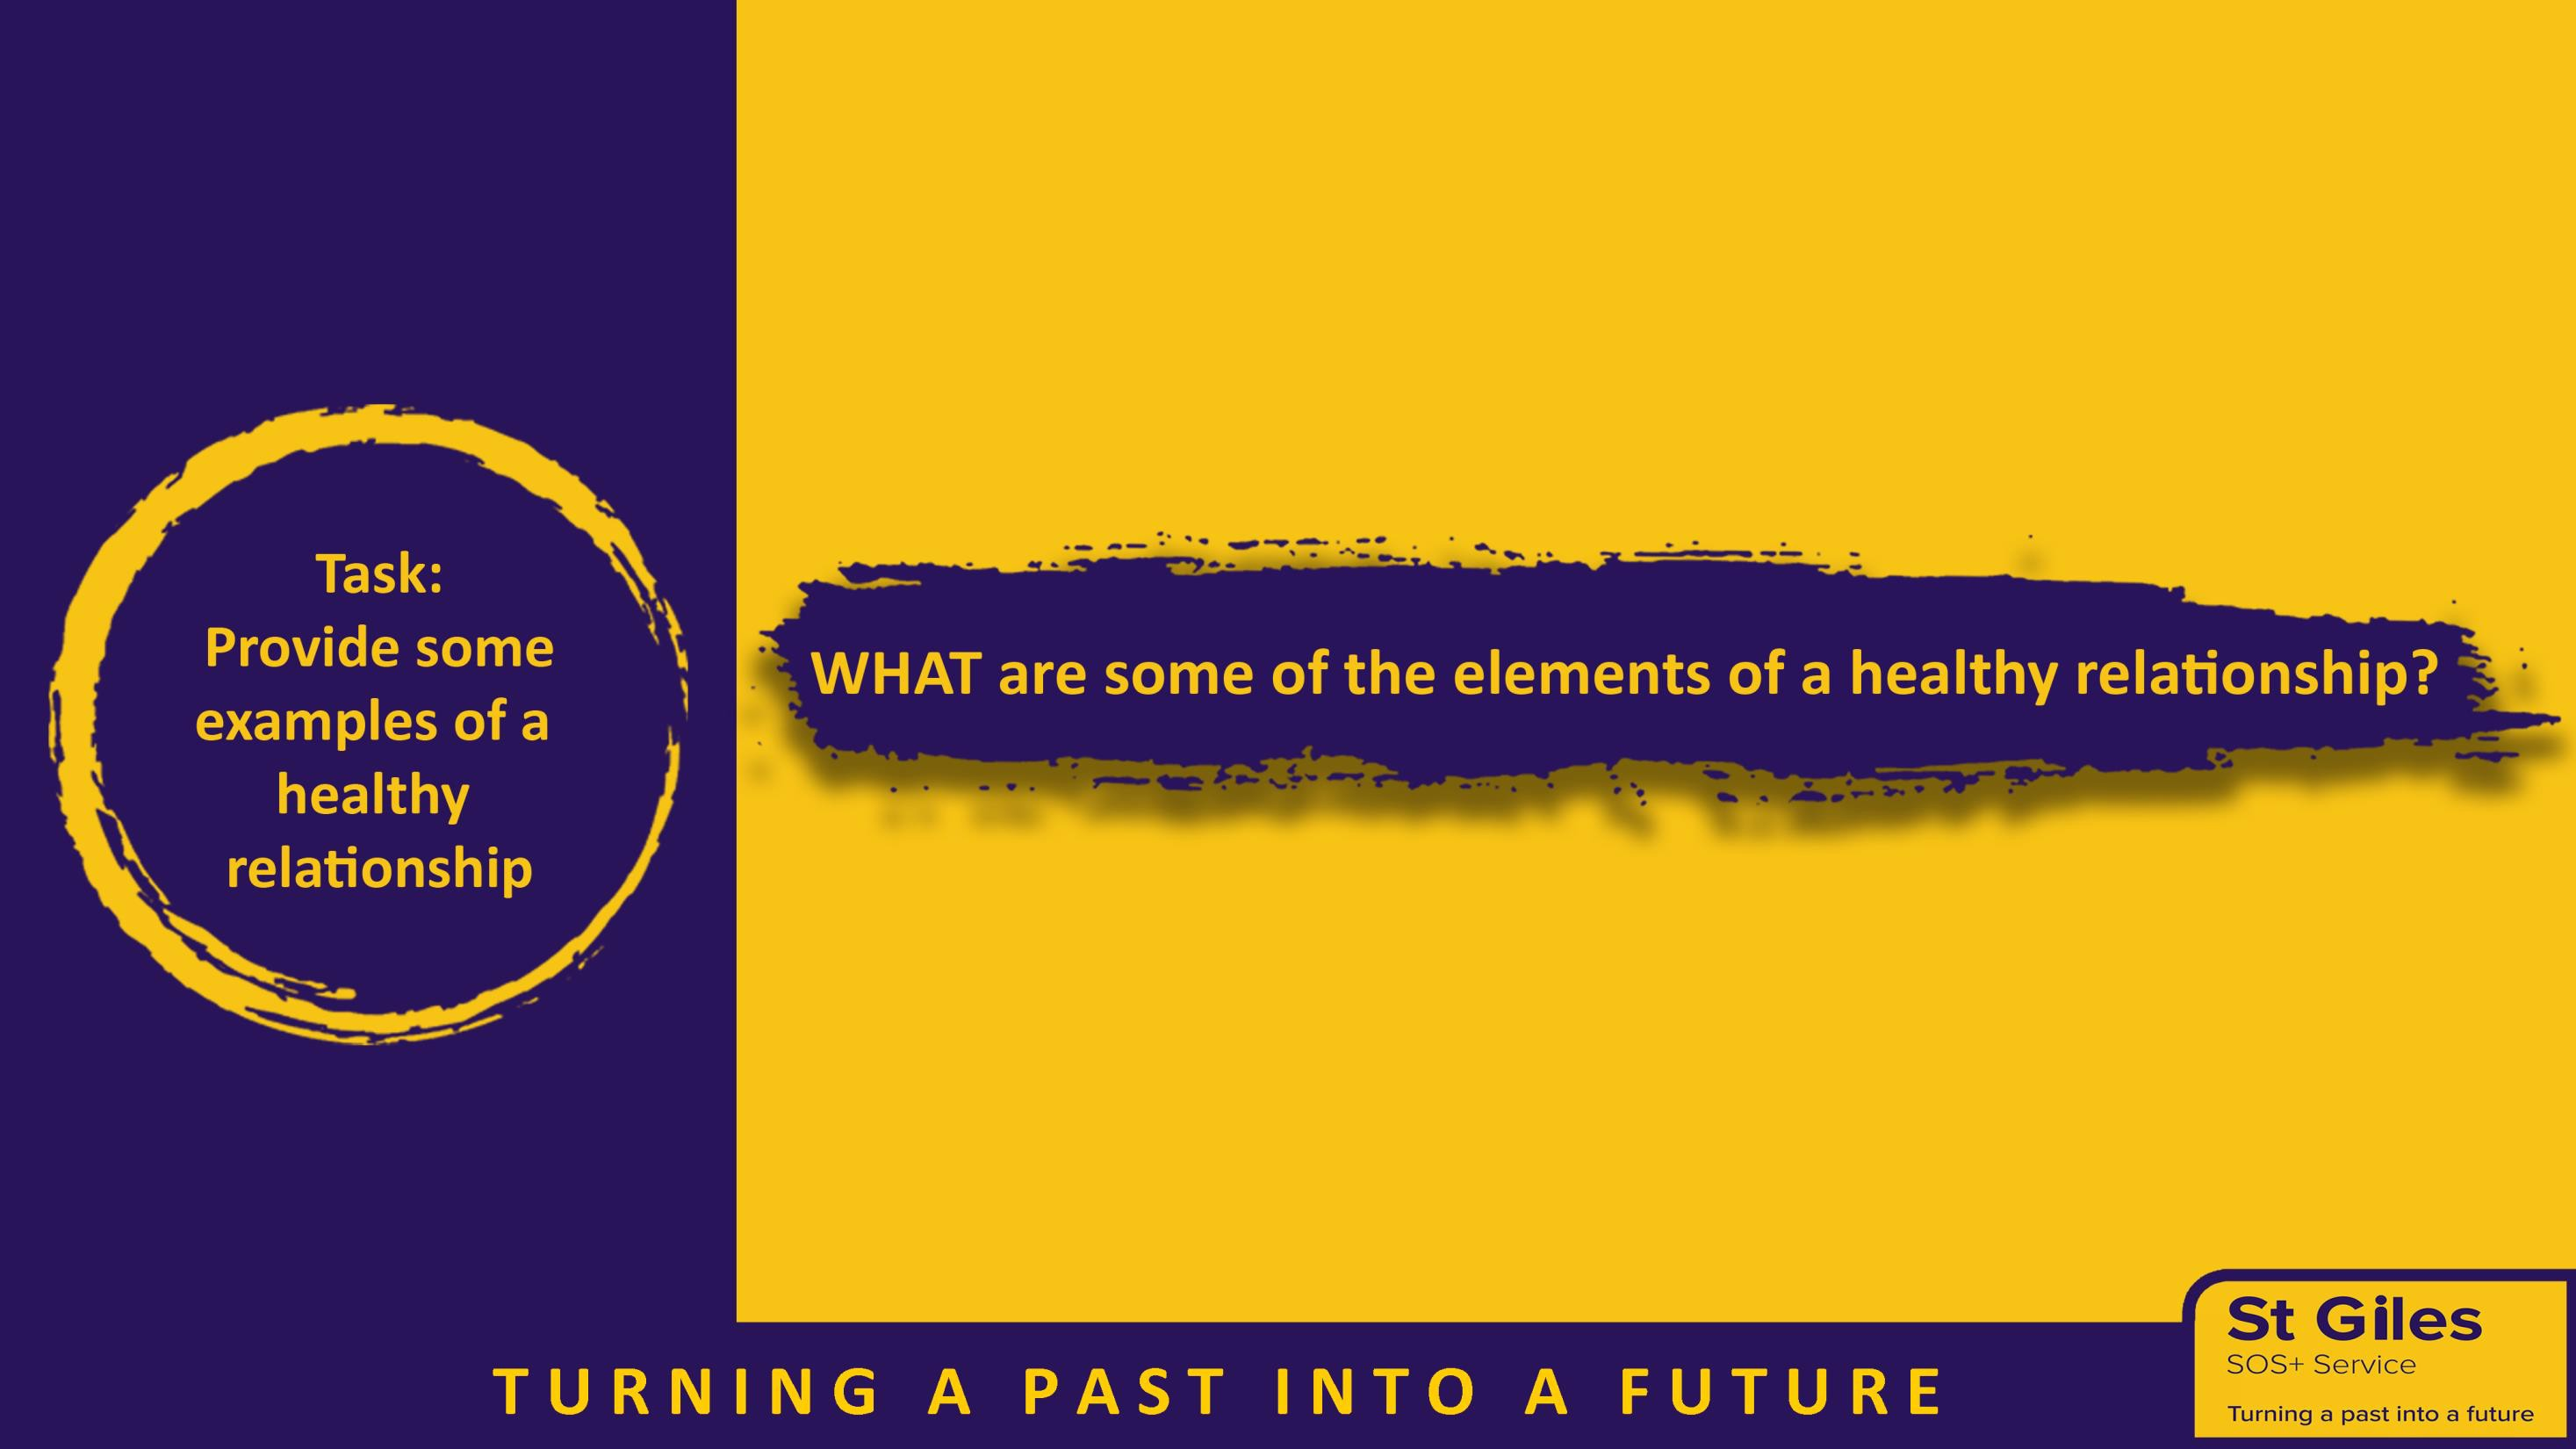 Task:
Provide some
examples of a
healthy
relationship
WHAT are some of the elements of a healthy relationship?
TURNING A PAST INTO A FUTURE
St Giles
SOS+ Service
Turning a past into a future